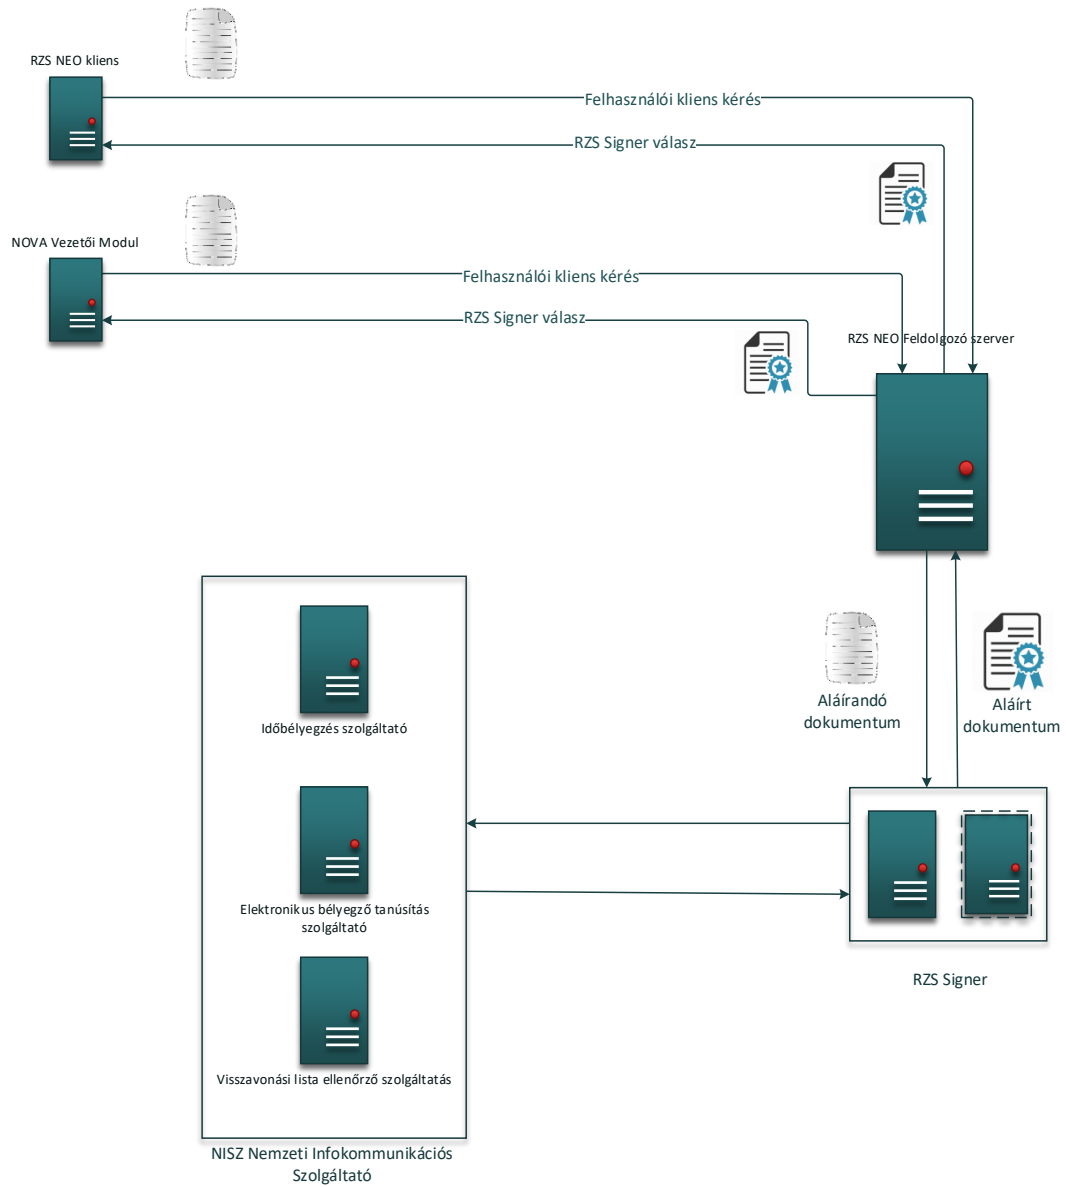 RZS NEO kliens
Felhasználói kliens kérés
RZS Signer válasz
NOVA Vezetői Modul
Felhasználói kliens kérés
RZS Signer válasz
RZS NEO Feldolgozó szerver
Aláírandó
dokumentum
Aláírt
dokumentum
Időbélyegzés szolgáltató
Elektronikus bélyegző tanúsítás
szolgáltató
RZS Signer
Visszavonási lista ellenőrző szolgáltatás
NISZ Nemzeti Infokommunikációs
Szolgáltató